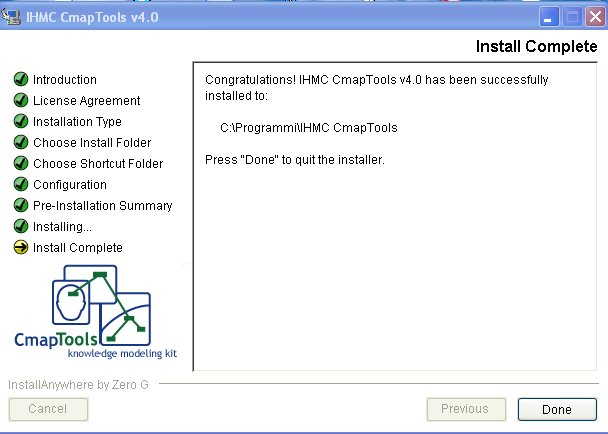 IHMC CmapTools v4.0
Install Complete
Introduction
License Agreement
Installation Type
Choose Install Folder
Choose Shortcut Folder
Configuration
Pre-Installation Summary
Installing...
Install Complete
CmapTools
knowledge modeling kit
Congratulations! IHMC CmapTools v4.0 has been successfully
installed to:
C:\Programmi\IHMC CmapTools
Press "Done" to quit the installer.
InstallAnywhere by Zero G
Cancel
Previous
Done